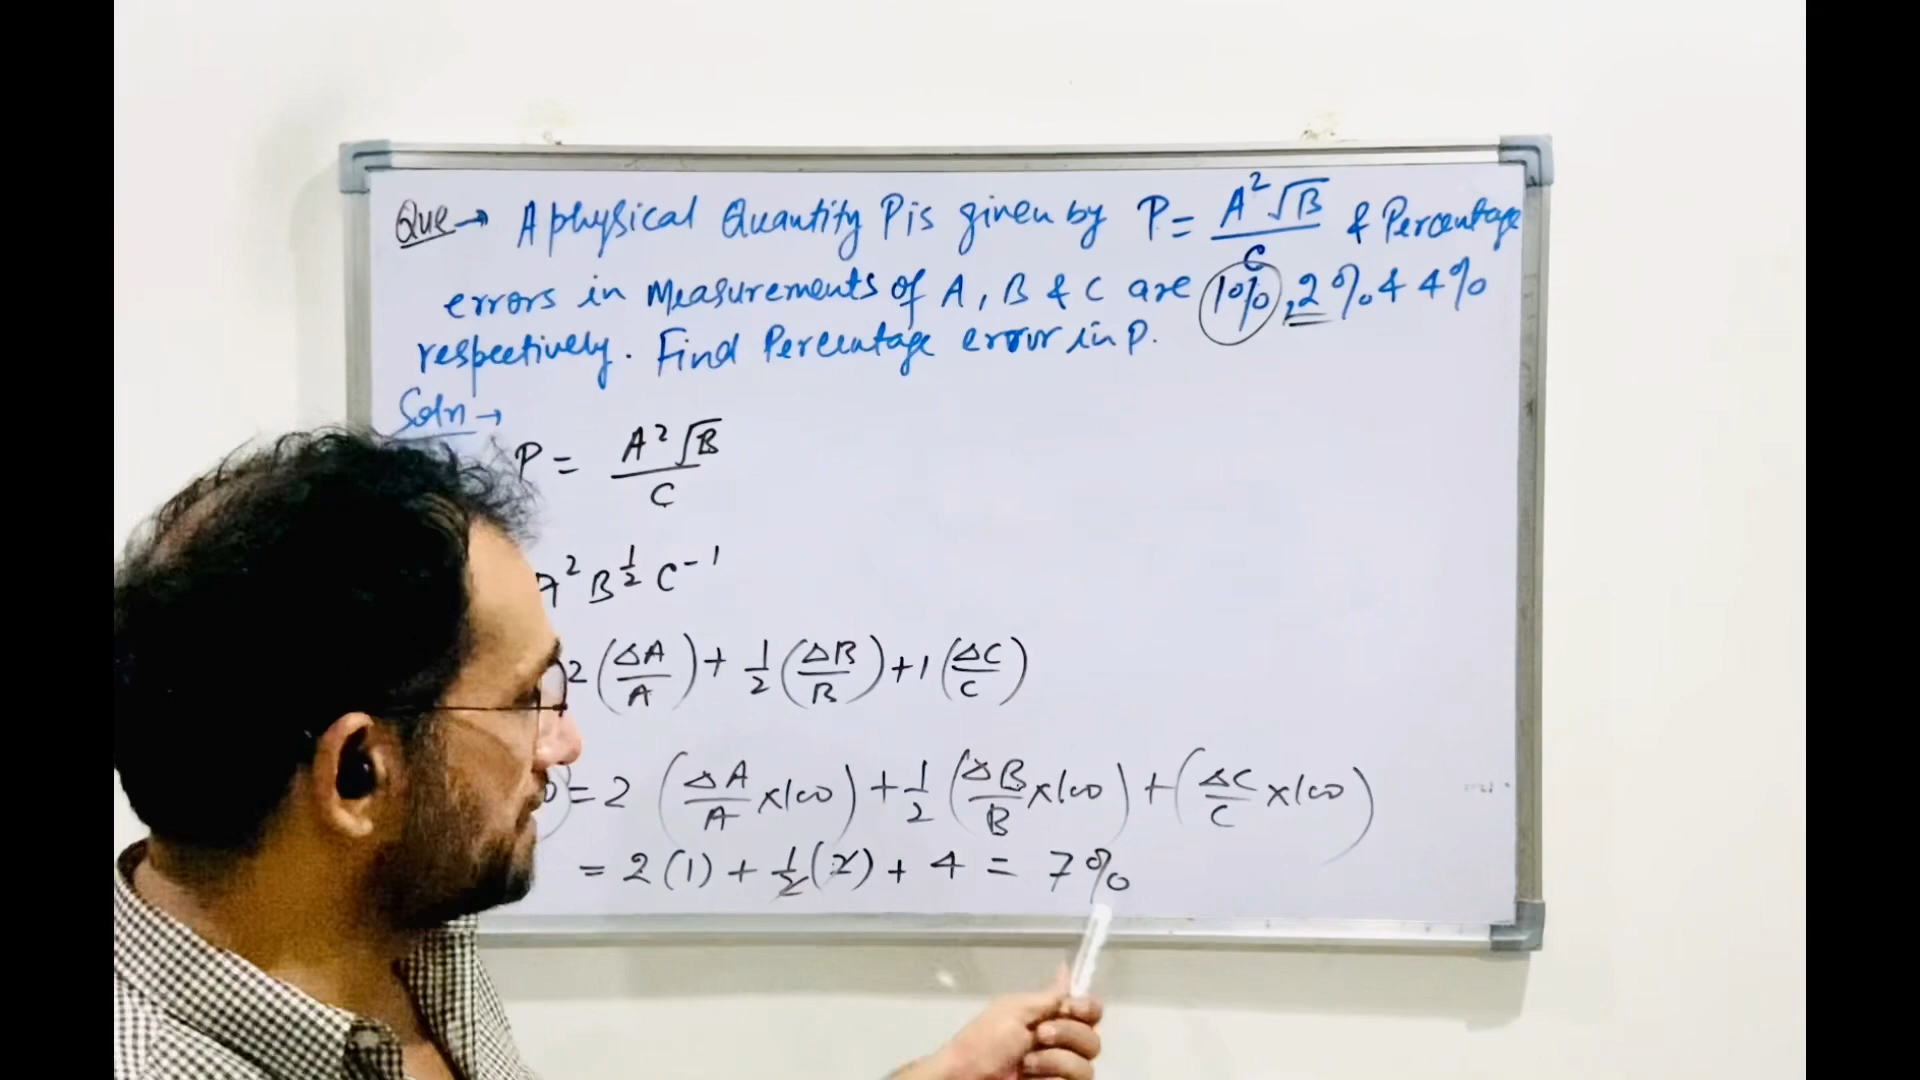 Que → A physical Quantity P is given by P = A²√B / C & Percentage
errors in Measurements of A, B & C are 1%, 2% & 4%
respectively. Find Percentage error in P.
Soln →
P = A²√B / C
A² B^½ C⁻¹
2 (ΔA/A) + ½ (ΔB/B) + 1 (ΔC/C)
) = 2 (ΔA/A × 100) + ½ (ΔB/B × 100) + (ΔC/C × 100)
= 2(1) + ½(2) + 4 = 7%